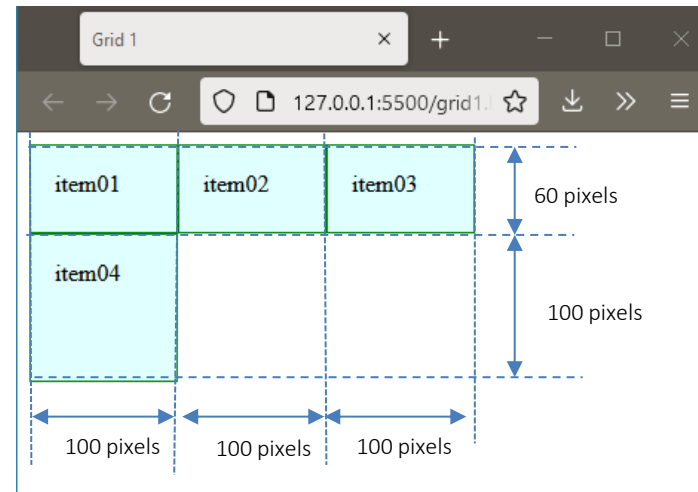 Grid 1
127.0.0.1:5500/grid1.
item01 item02 item03
60 pixels
item04
100 pixels
100 pixels 100 pixels 100 pixels